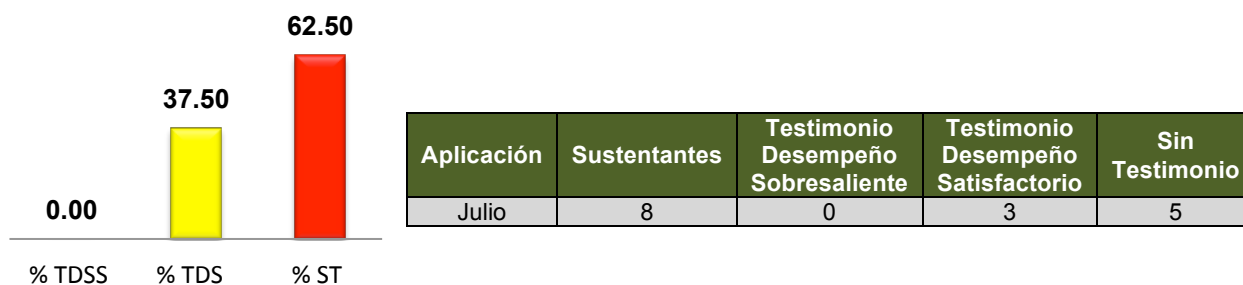 62.50
37.50
0.00
% TDSS % TDS % ST
Aplicación Sustentantes Testimonio Desempeño Sobresaliente Testimonio Desempeño Satisfactorio Sin Testimonio
Julio 8 0 3 5